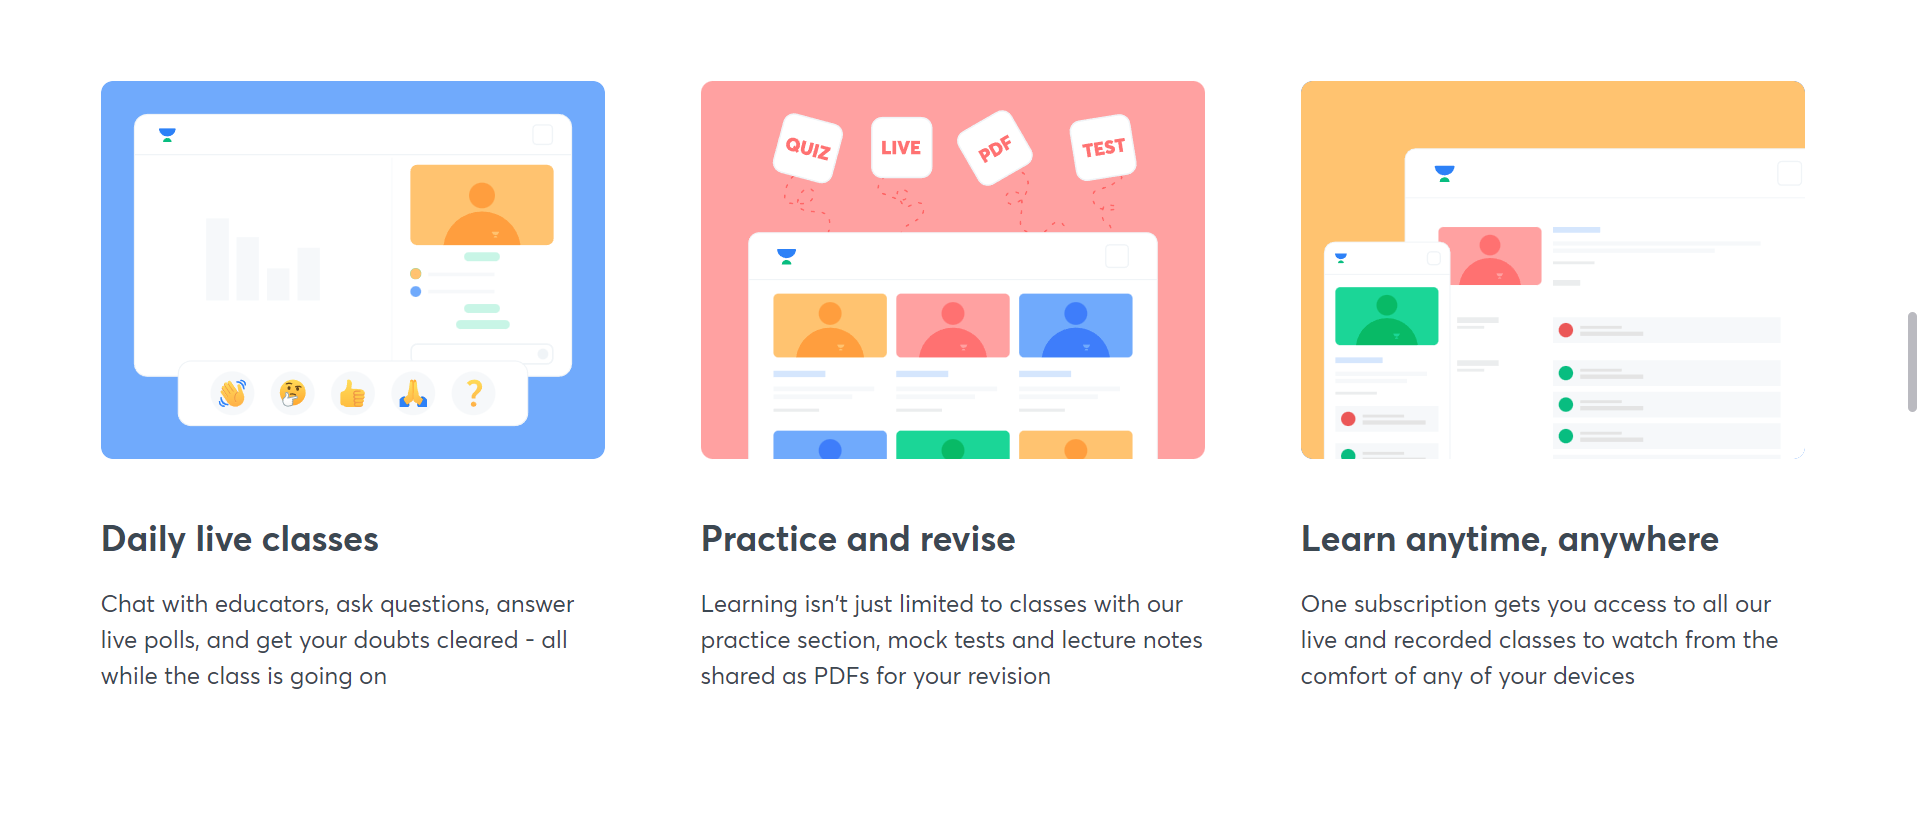 QUIZ
LIVE
PDF
TEST
Daily live classes
Chat with educators, ask questions, answer
live polls, and get your doubts cleared - all
while the class is going on
Practice and revise
Learning isn't just limited to classes with our
practice section, mock tests and lecture notes
shared as PDFs for your revision
Learn anytime, anywhere
One subscription gets you access to all our
live and recorded classes to watch from the
comfort of any of your devices